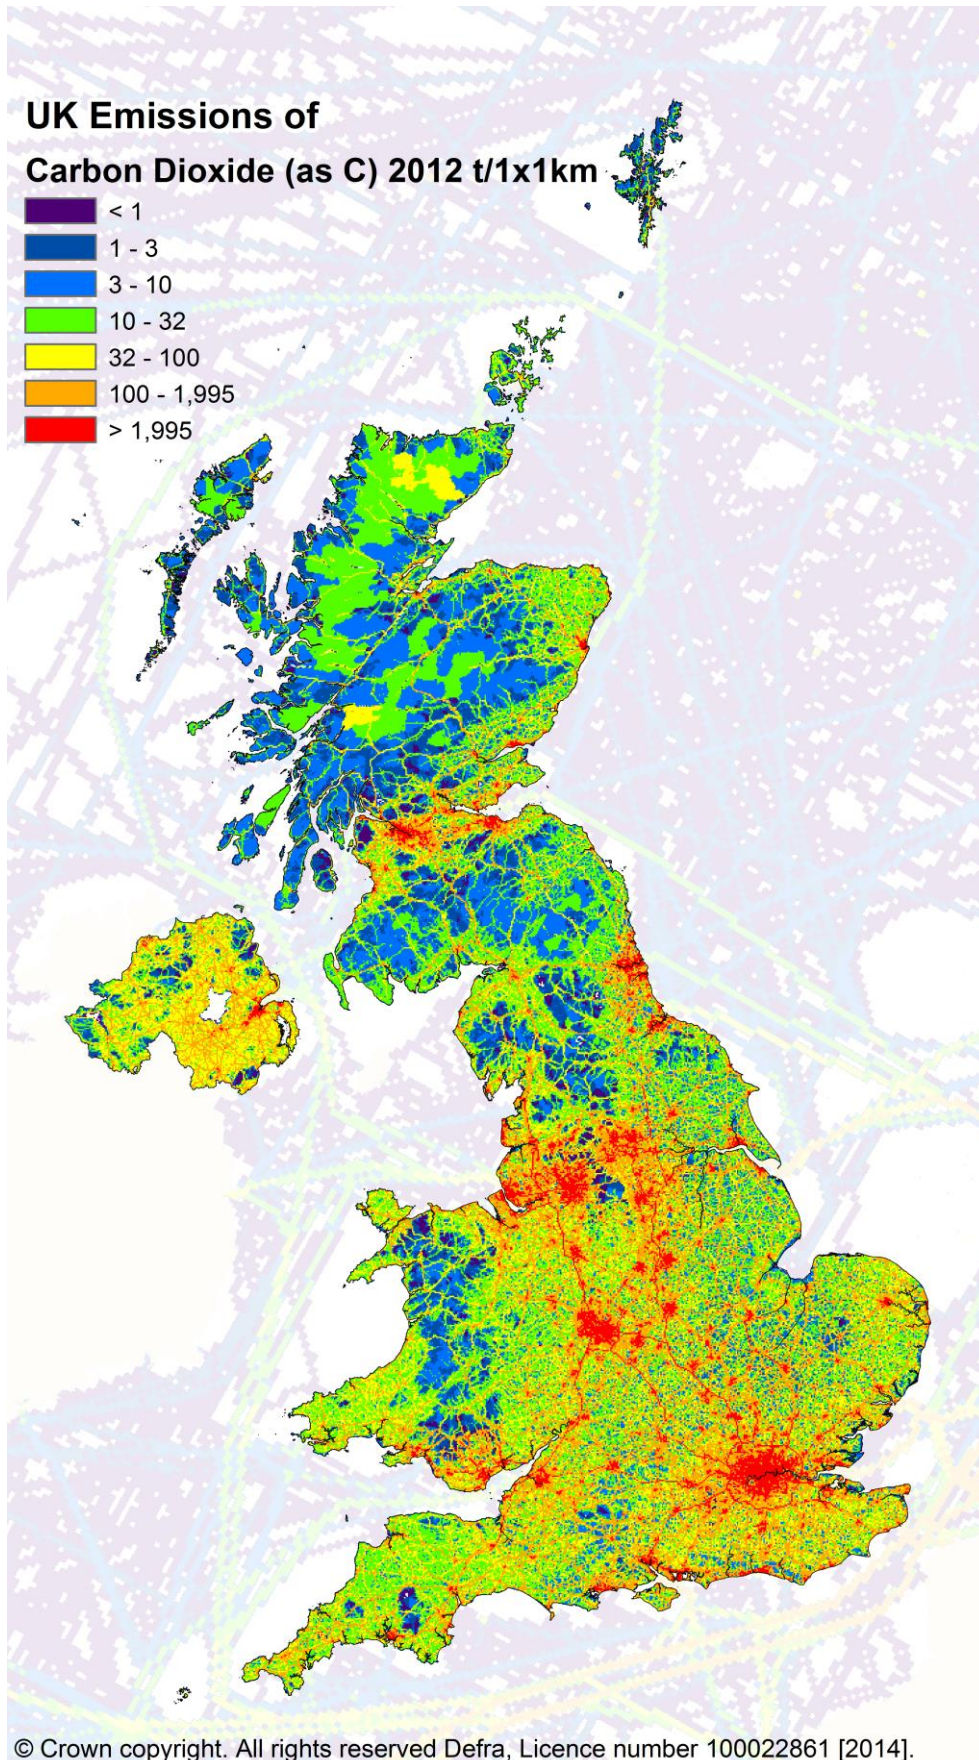 UK Emissions of
Carbon Dioxide (as C) 2012 t/1x1km
< 1
1 - 3
3 - 10
10 - 32
32 - 100
100 - 1,995
> 1,995
© Crown copyright. All rights reserved Defra, Licence number 100022861 [2014].